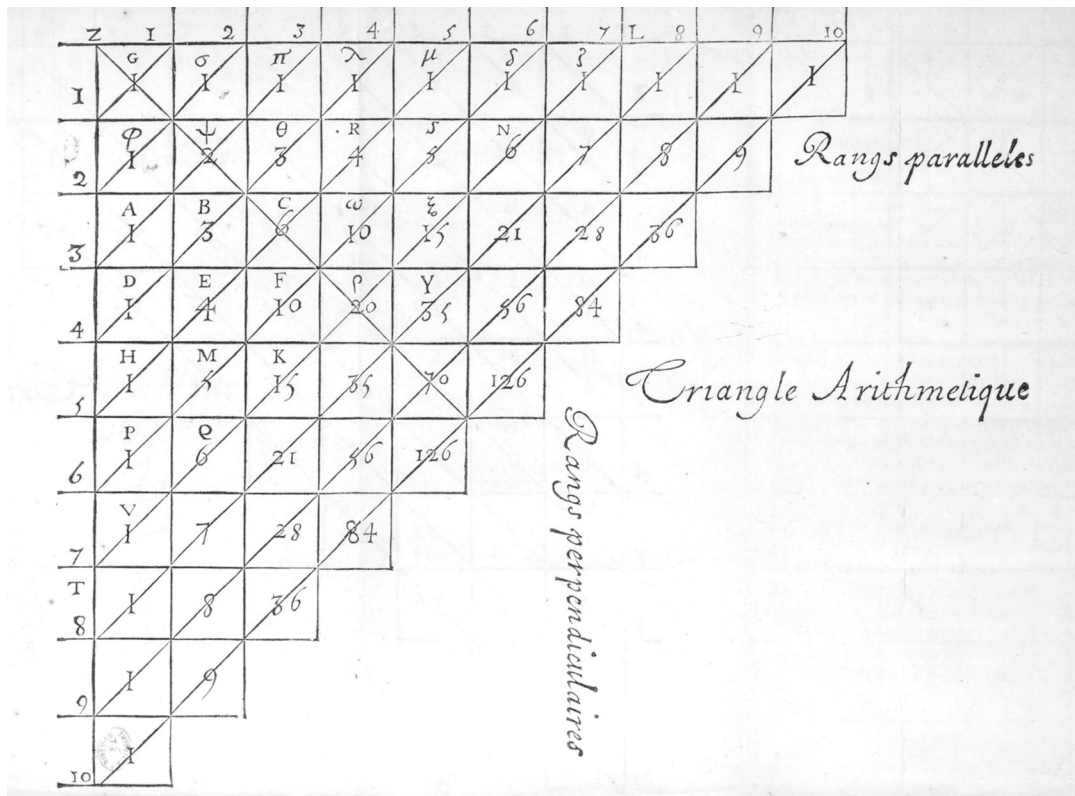 Z 1 2 3 4 5 6 7 L 8 9 10
G σ π λ μ δ ζ
1 1 1 1 1 1 1 1 1 1 1
φ ψ θ R S N
2 1 2 3 4 5 6 7 8 9
Rangs paralleles
A B C ω ξ
3 1 3 6 10 15 21 28 36
D E F ρ Y
4 1 4 10 20 35 56 84
H M K
5 1 5 15 35 70 126
Triangle Arithmetique
P Q
6 1 6 21 56 126
V
7 1 7 28 84
T
8 1 8 36
9 1 9
10 1
Rangs perpendiculaires